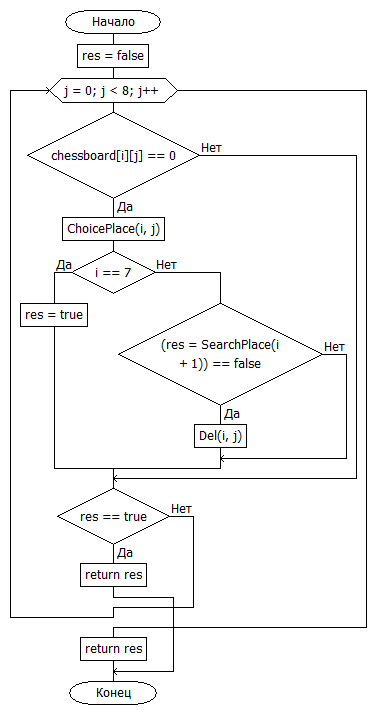 Начало
res = false
j = 0; j < 8; j++
chessboard[i][j] == 0
Нет
Да
ChoicePlace(i, j)
Да
i == 7
Нет
res = true
(res = SearchPlace(i
+ 1)) == false
Нет
Да
Del(i, j)
res == true
Нет
Да
return res
return res
Конец